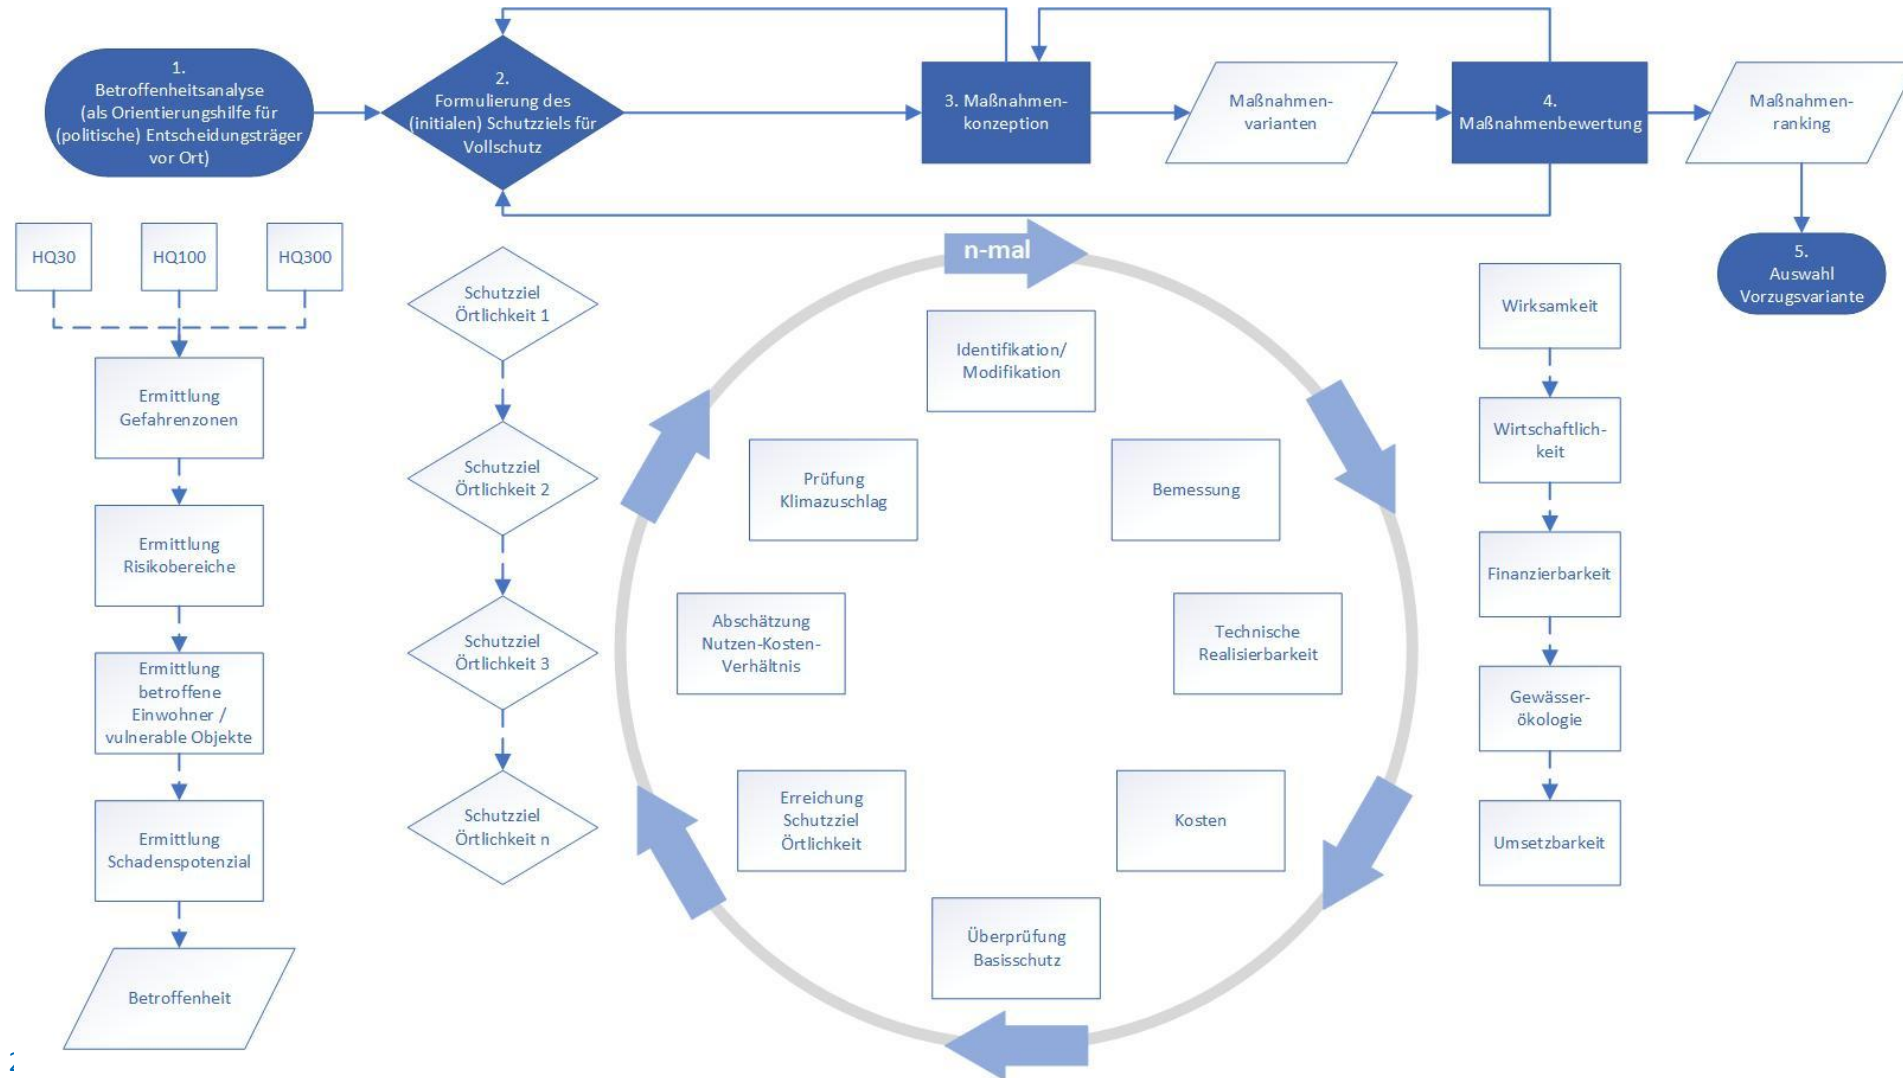 1.
Betroffenheitsanalyse
(als Orientierungshilfe für
(politische) Entscheidungsträger
vor Ort)
2.
Formulierung des
(initialen) Schutzziels für
Vollschutz
3. Maßnahmen-
konzeption
Maßnahmen-
varianten
4.
Maßnahmenbewertung
Maßnahmen-
ranking
5.
Auswahl
Vorzugsvariante
HQ30
HQ100
HQ300
Ermittlung
Gefahrenzonen
Ermittlung
Risikobereiche
Ermittlung
betroffene
Einwohner /
vulnerable Objekte
Ermittlung
Schadenspotenzial
Betroffenheit
Schutzziel
Örtlichkeit 1
Schutzziel
Örtlichkeit 2
Schutzziel
Örtlichkeit 3
Schutzziel
Örtlichkeit n
n-mal
Identifikation/
Modifikation
Bemessung
Technische
Realisierbarkeit
Kosten
Überprüfung
Basisschutz
Erreichung
Schutzziel
Örtlichkeit
Abschätzung
Nutzen-Kosten-
Verhältnis
Prüfung
Klimazuschlag
Wirksamkeit
Wirtschaftlich-
keit
Finanzierbarkeit
Gewässer-
ökologie
Umsetzbarkeit